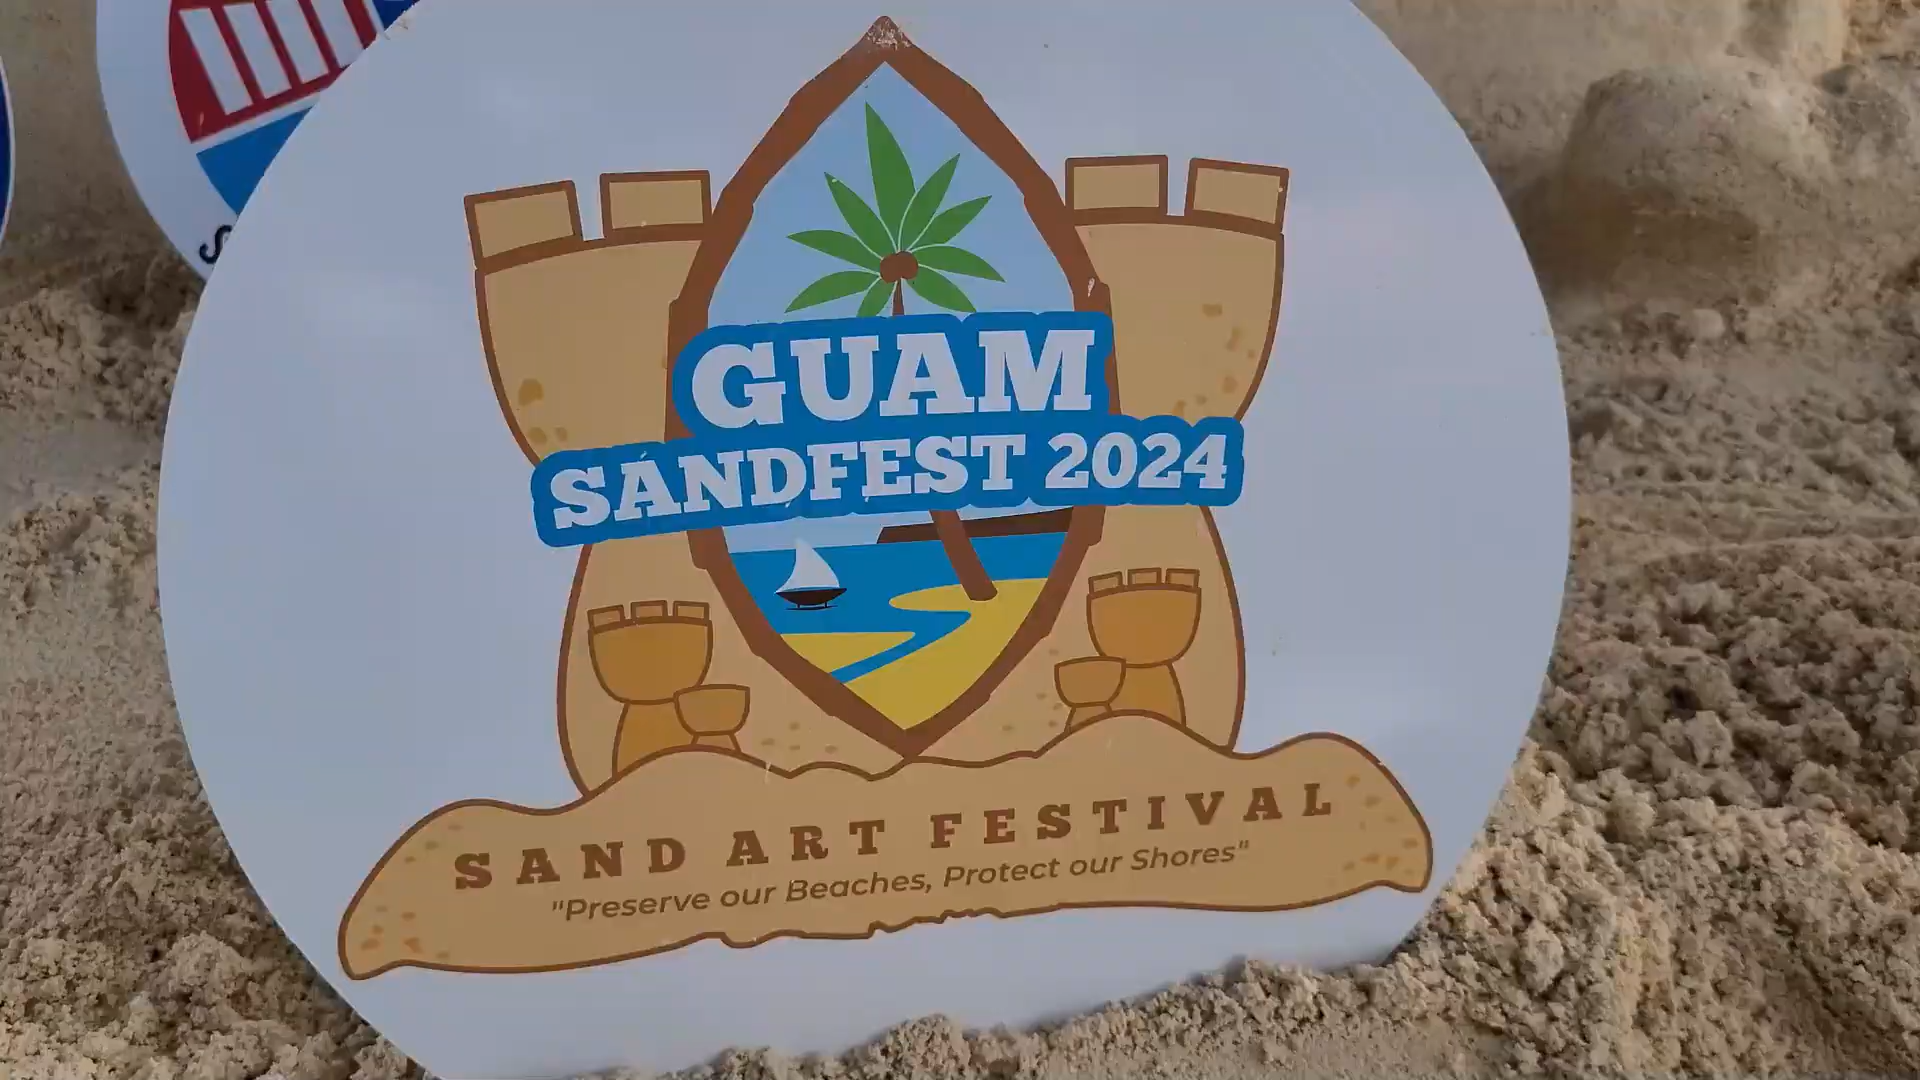 GUAM
SANDFEST 2024
SAND ART FESTIVAL
"Preserve our Beaches, Protect our Shores"